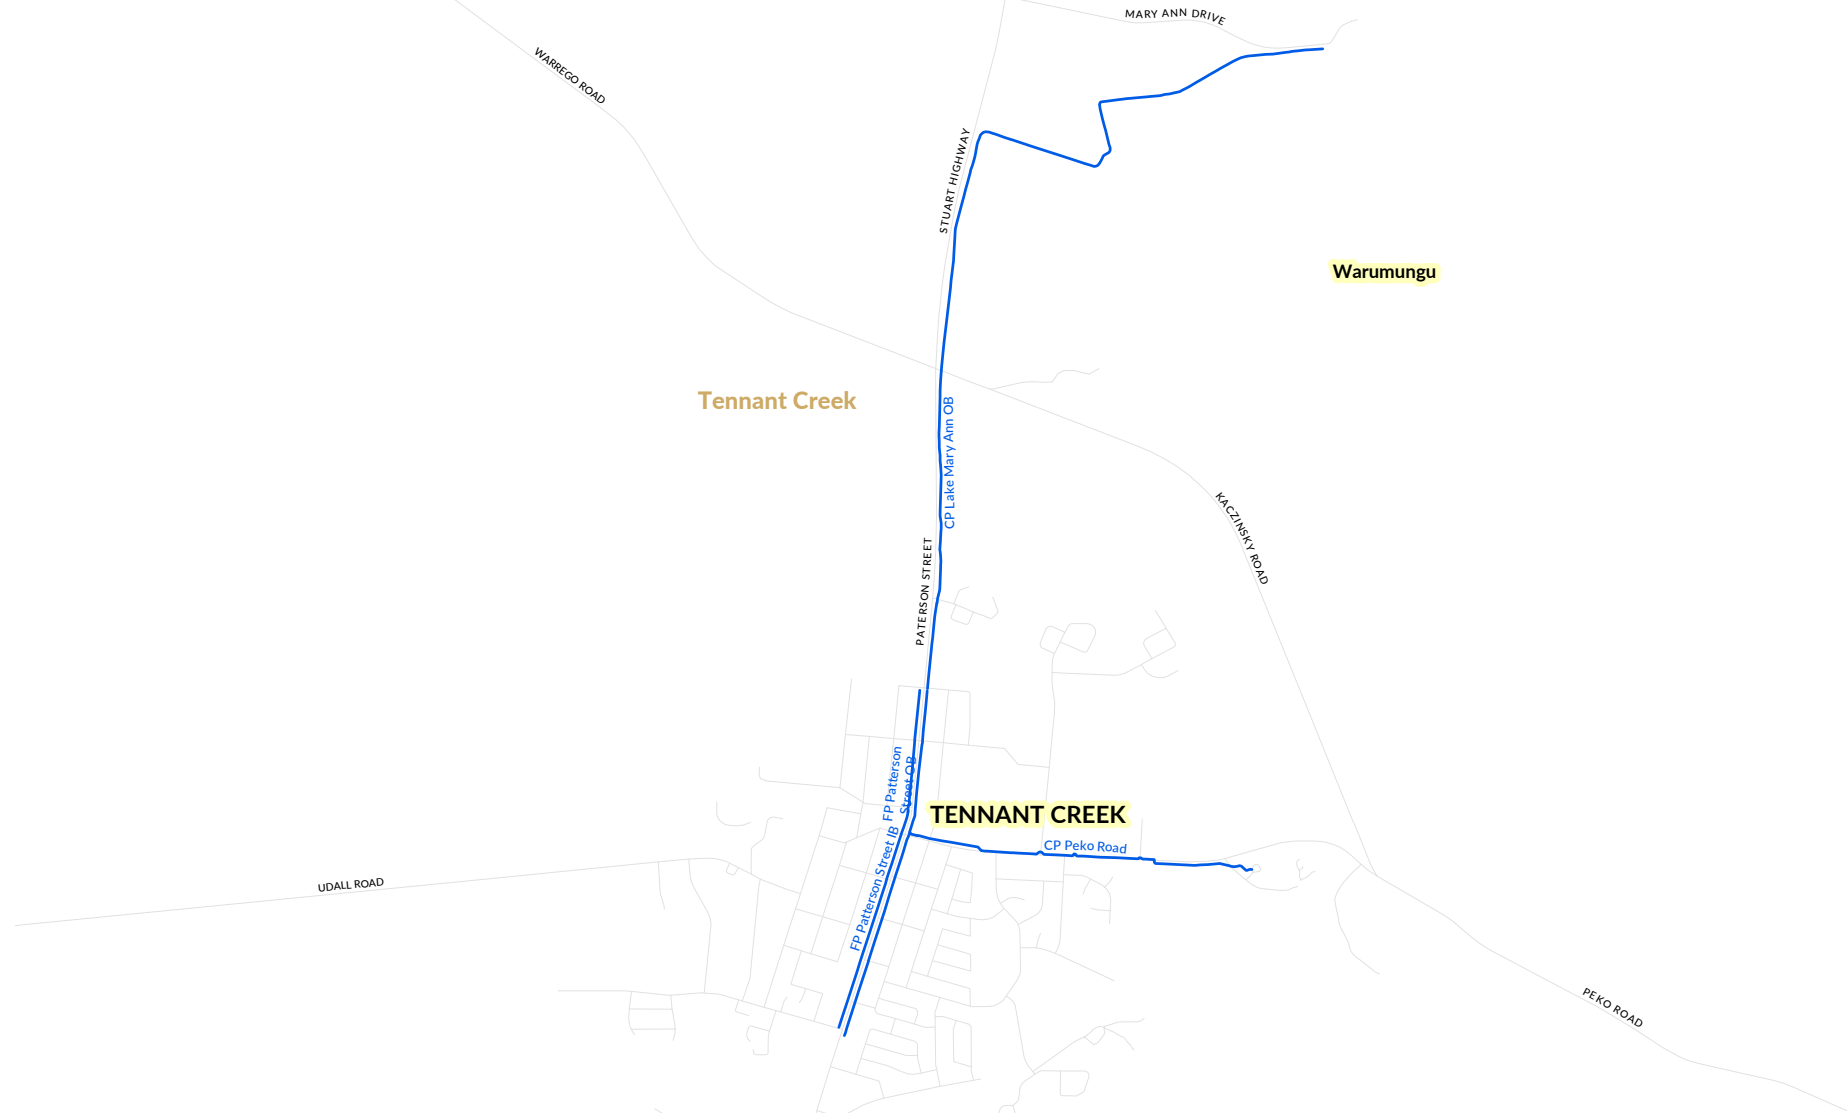 MARY ANN DRIVE
WARREGO ROAD
STUART HIGHWAY
Warumungu
Tennant Creek
CP Lake Mary Ann OB
KACZINSKY ROAD
PATERSON STREET
FP Patterson
Street OB
TENNANT CREEK
CP Peko Road
FP Patterson Street IB
UDALL ROAD
PEKO ROAD